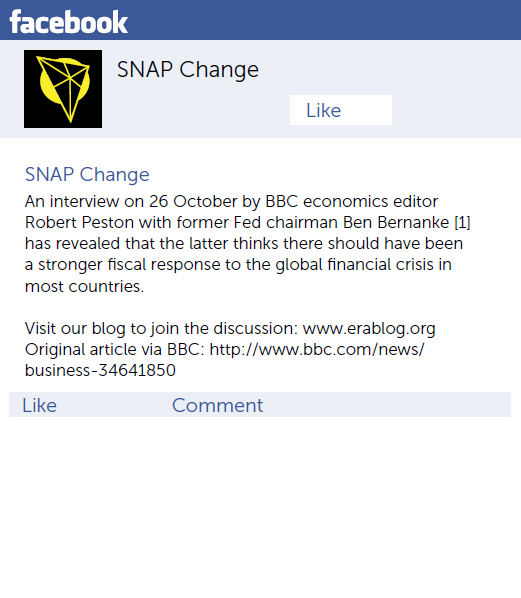 facebook
SNAP Change
Like
SNAP Change
An interview on 26 October by BBC economics editor
Robert Peston with former Fed chairman Ben Bernanke [1]
has revealed that the latter thinks there should have been
a stronger fiscal response to the global financial crisis in
most countries.
Visit our blog to join the discussion: www.erablog.org
Original article via BBC: http://www.bbc.com/news/
business-34641850
Like
Comment